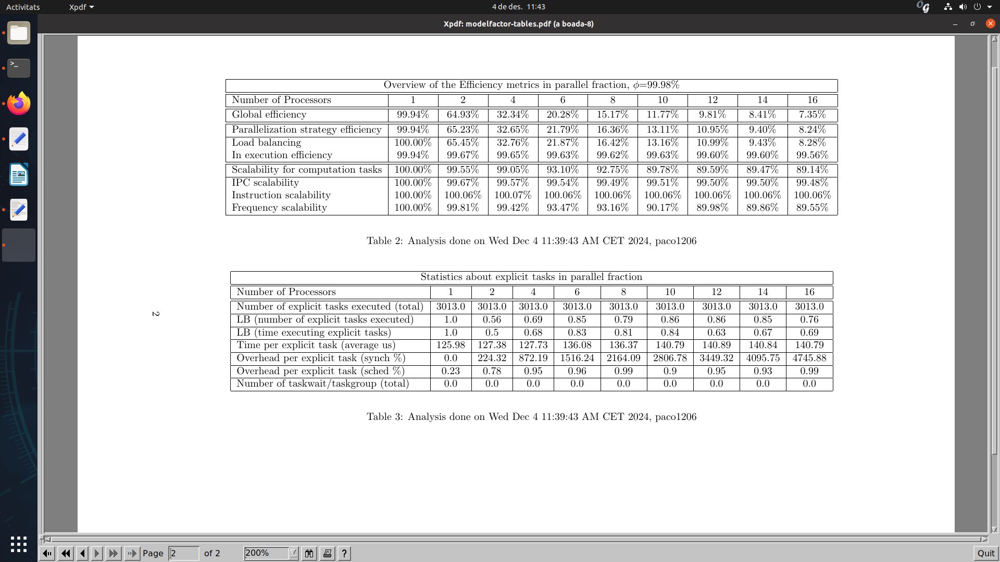 Activitats Xpdf 4 de des. 11:43
Xpdf: modelfactor-tables.pdf (a boada-8)
Overview of the Efficiency metrics in parallel fraction, ϕ=99.98%
Number of Processors 1 2 4 6 8 10 12 14 16
Global efficiency 99.94% 64.93% 32.34% 20.28% 15.17% 11.77% 9.81% 8.41% 7.35%
Parallelization strategy efficiency 99.94% 65.23% 32.65% 21.79% 16.36% 13.11% 10.95% 9.40% 8.24%
Load balancing 100.00% 65.45% 32.76% 21.87% 16.42% 13.16% 10.99% 9.43% 8.28%
In execution efficiency 99.94% 99.67% 99.65% 99.63% 99.62% 99.63% 99.60% 99.60% 99.56%
Scalability for computation tasks 100.00% 99.55% 99.05% 93.10% 92.75% 89.78% 89.59% 89.47% 89.14%
IPC scalability 100.00% 99.67% 99.57% 99.54% 99.49% 99.51% 99.50% 99.50% 99.48%
Instruction scalability 100.00% 100.06% 100.07% 100.06% 100.06% 100.06% 100.06% 100.06% 100.06%
Frequency scalability 100.00% 99.81% 99.42% 93.47% 93.16% 90.17% 89.98% 89.86% 89.55%
Table 2: Analysis done on Wed Dec 4 11:39:43 AM CET 2024, paco1206
Statistics about explicit tasks in parallel fraction
Number of Processors 1 2 4 6 8 10 12 14 16
Number of explicit tasks executed (total) 3013.0 3013.0 3013.0 3013.0 3013.0 3013.0 3013.0 3013.0 3013.0
LB (number of explicit tasks executed) 1.0 0.56 0.69 0.85 0.79 0.86 0.86 0.85 0.76
LB (time executing explicit tasks) 1.0 0.5 0.68 0.83 0.81 0.84 0.63 0.67 0.69
Time per explicit task (average us) 125.98 127.38 127.73 136.08 136.37 140.79 140.89 140.84 140.79
Overhead per explicit task (synch %) 0.0 224.32 872.19 1516.24 2164.09 2806.78 3449.32 4095.75 4745.88
Overhead per explicit task (sched %) 0.23 0.78 0.95 0.96 0.99 0.9 0.95 0.93 0.99
Number of taskwait/taskgroup (total) 0.0 0.0 0.0 0.0 0.0 0.0 0.0 0.0 0.0
Table 3: Analysis done on Wed Dec 4 11:39:43 AM CET 2024, paco1206
2
Page 2 of 2 200% ? Quit